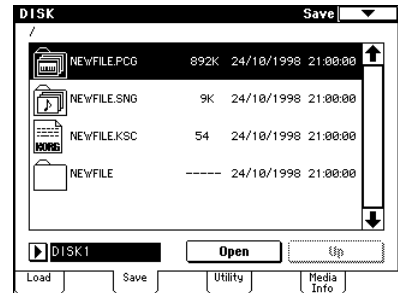 DISK Save
/
NEWFILE.PCG 892K 24/10/1998 21:00:00
NEWFILE.SNG 9K 24/10/1998 21:00:00
KORG NEWFILE.KSC 54 24/10/1998 21:00:00
NEWFILE ----- 24/10/1998 21:00:00
DISK1 Open Up
Load Save Utility Media Info